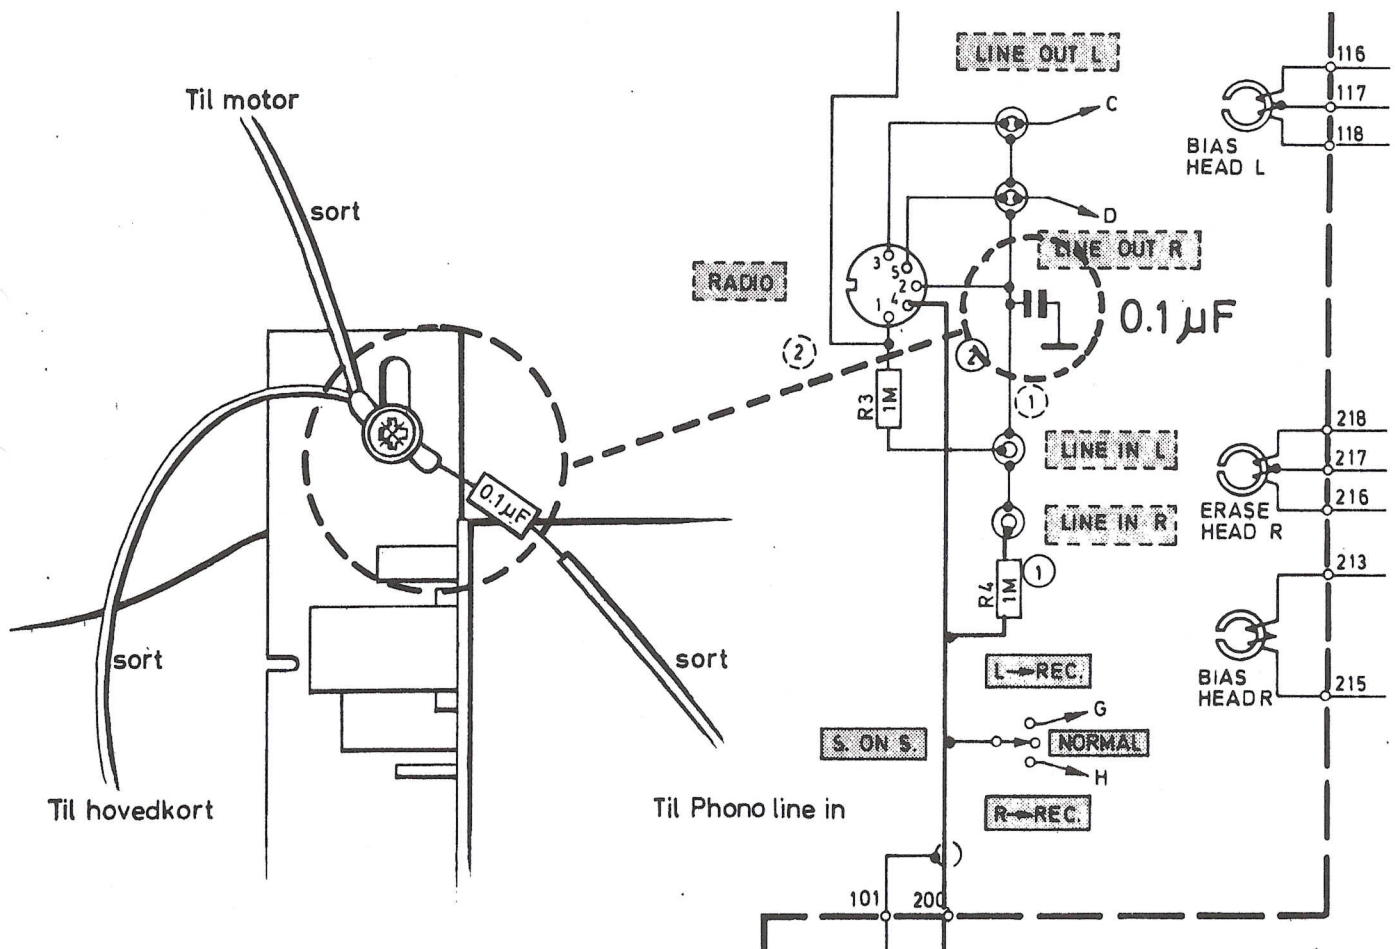 Til motor
sort
sort
Til hovedkort
0.1µF
sort
Til Phono line in
LINE OUT L
C
D
LINE OUT R
RADIO
3
5
2
4
1
0.1µF
2
2
1
R3
1M
LINE IN L
LINE IN R
R4
1M
1
L→REC.
G
S. ON S.
NORMAL
H
R→REC.
101
200
116
117
118
BIAS
HEAD L
218
217
216
ERASE
HEAD R
213
BIAS
HEAD R
215